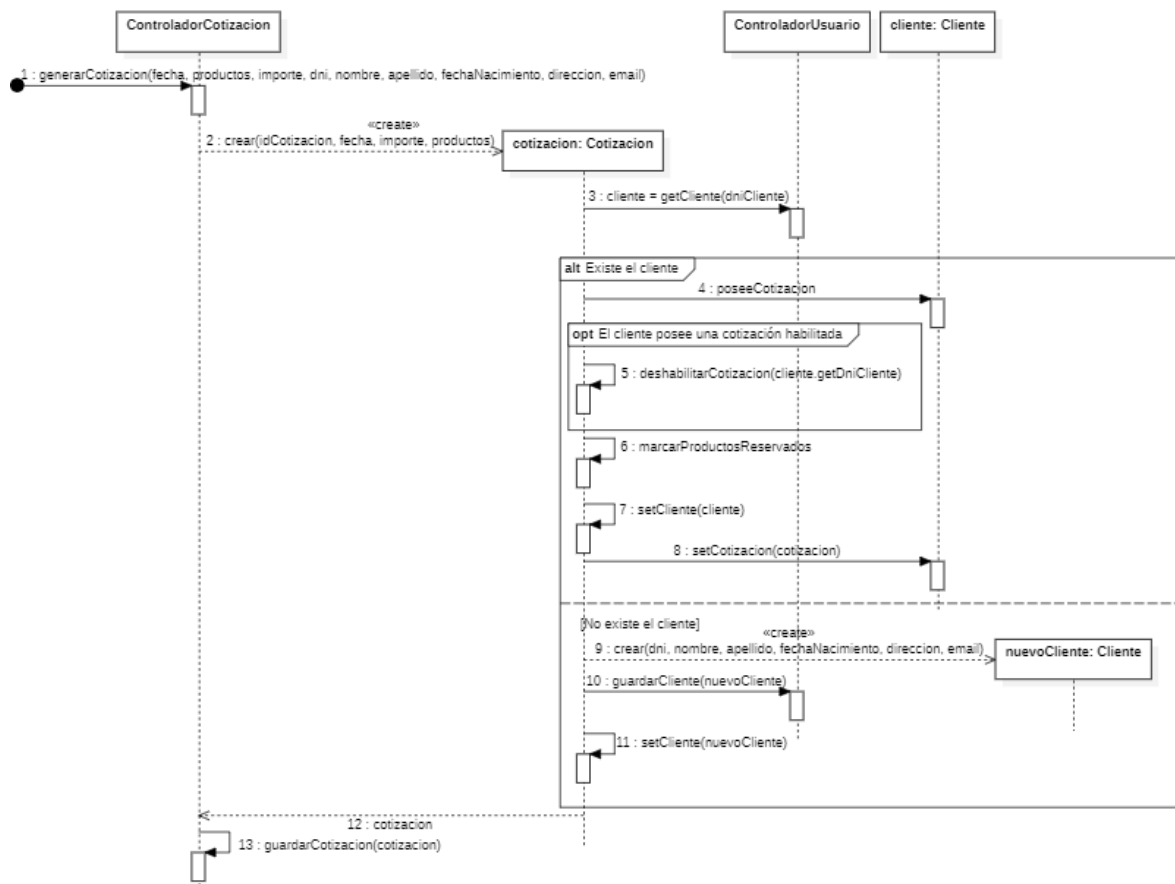 ControladorCotizacion
ControladorUsuario
cliente: Cliente
1 : generarCotizacion(fecha, productos, importe, dni, nombre, apellido, fechaNacimiento, direccion, email)
«create»
2 : crear(idCotizacion, fecha, importe, productos)
cotizacion: Cotizacion
3 : cliente = getCliente(dniCliente)
alt Existe el cliente
4 : poseeCotizacion
opt El cliente posee una cotización habilitada
5 : deshabilitarCotizacion(cliente.getDniCliente)
6 : marcarProductosReservados
7 : setCliente(cliente)
8 : setCotizacion(cotizacion)
[No existe el cliente]
«create»
9 : crear(dni, nombre, apellido, fechaNacimiento, direccion, email)
nuevoCliente: Cliente
10 : guardarCliente(nuevoCliente)
11 : setCliente(nuevoCliente)
12 : cotizacion
13 : guardarCotizacion(cotizacion)